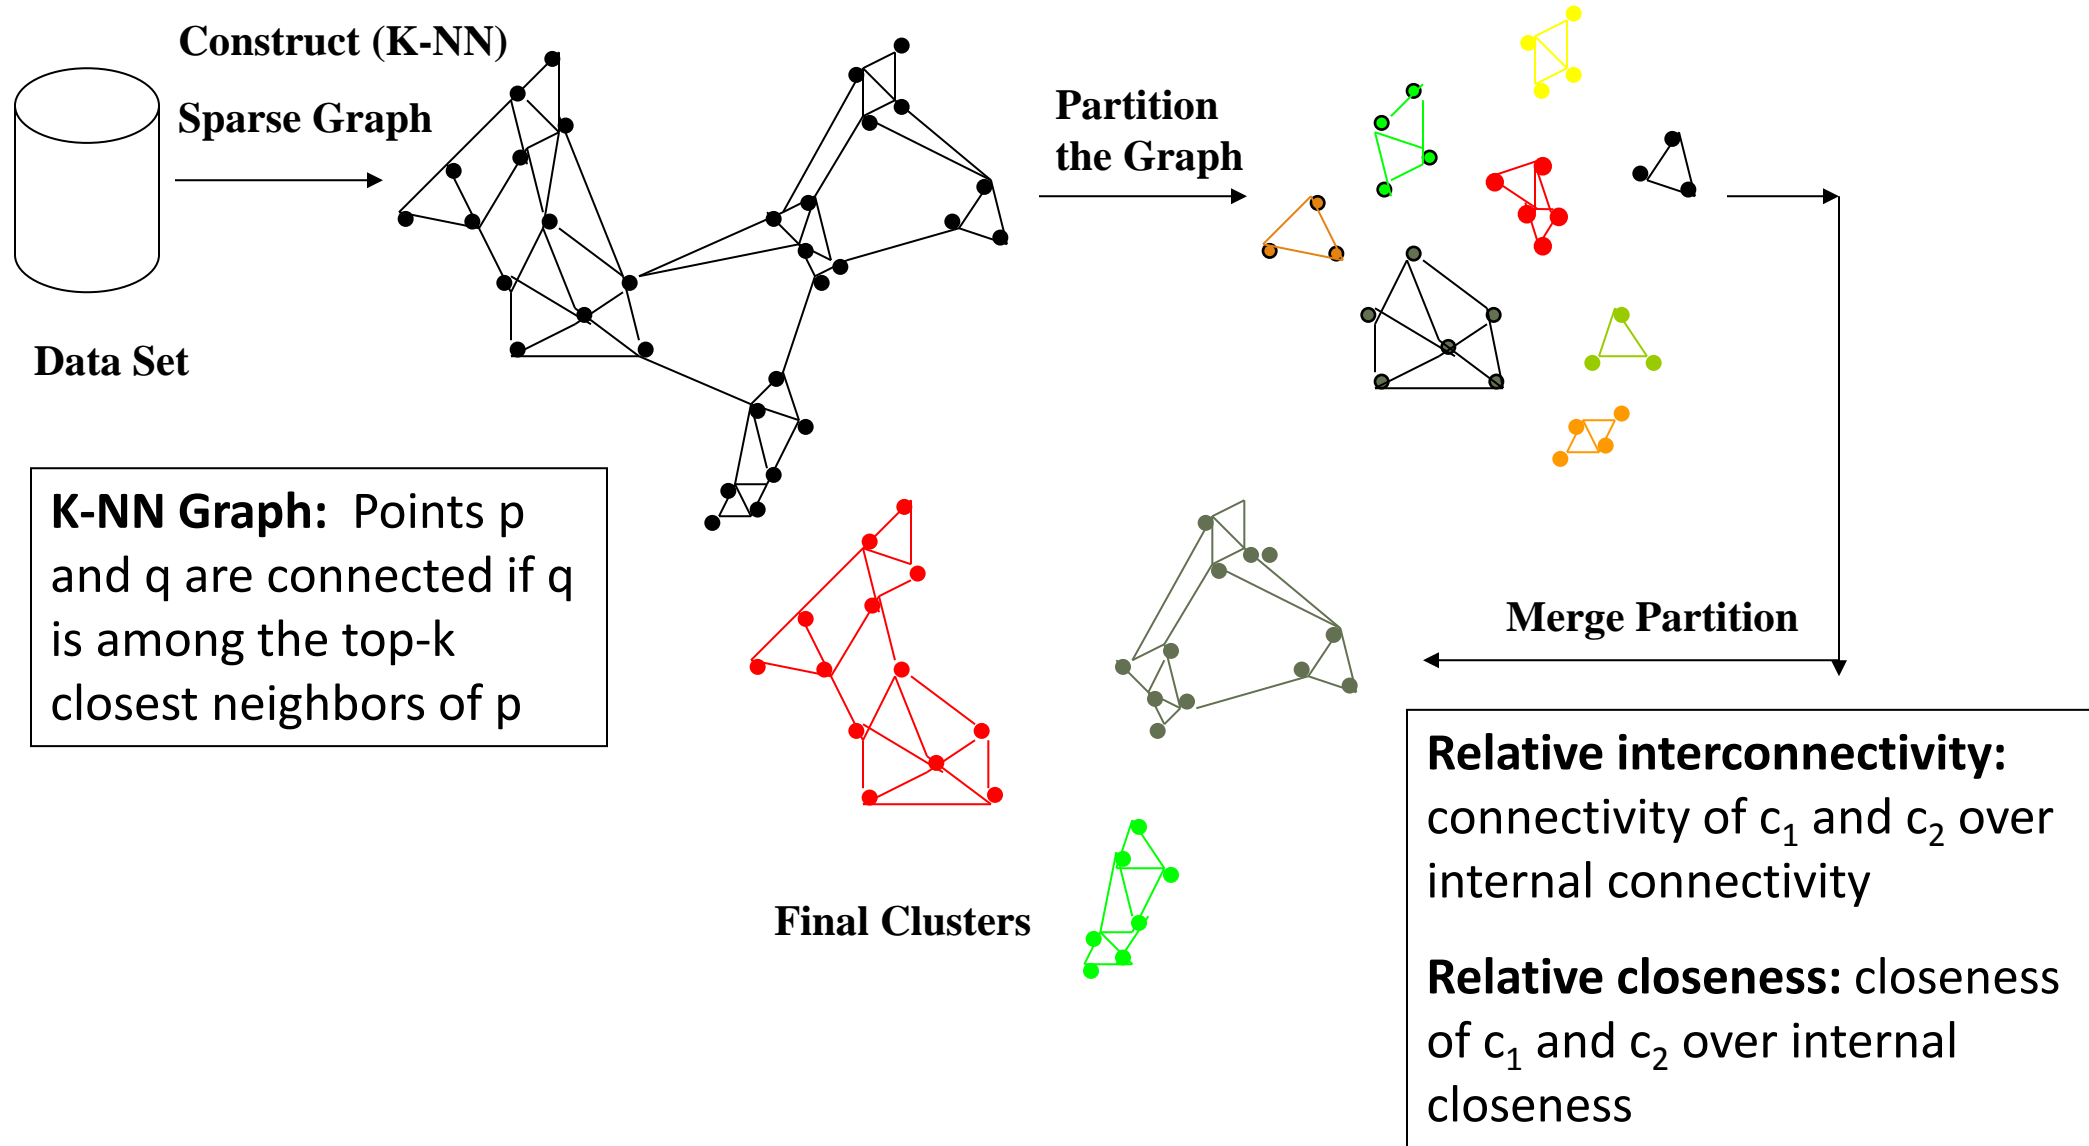 Construct (K-NN)
Sparse Graph
Data Set
Partition
the Graph
K-NN Graph: Points p
and q are connected if q
is among the top-k
closest neighbors of p
Merge Partition
Final Clusters
Relative interconnectivity:
connectivity of c₁ and c₂ over
internal connectivity
Relative closeness: closeness
of c₁ and c₂ over internal
closeness